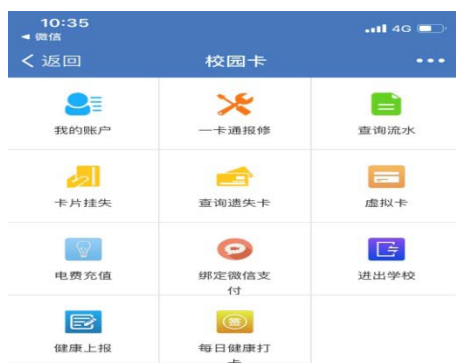 10:35
4G
◀ 微信
返回
校园卡
我的账户
一卡通报修
查询流水
卡片挂失
查询遗失卡
虚拟卡
电费充值
绑定微信支
付
进出学校
签
健康上报
每日健康打
卡